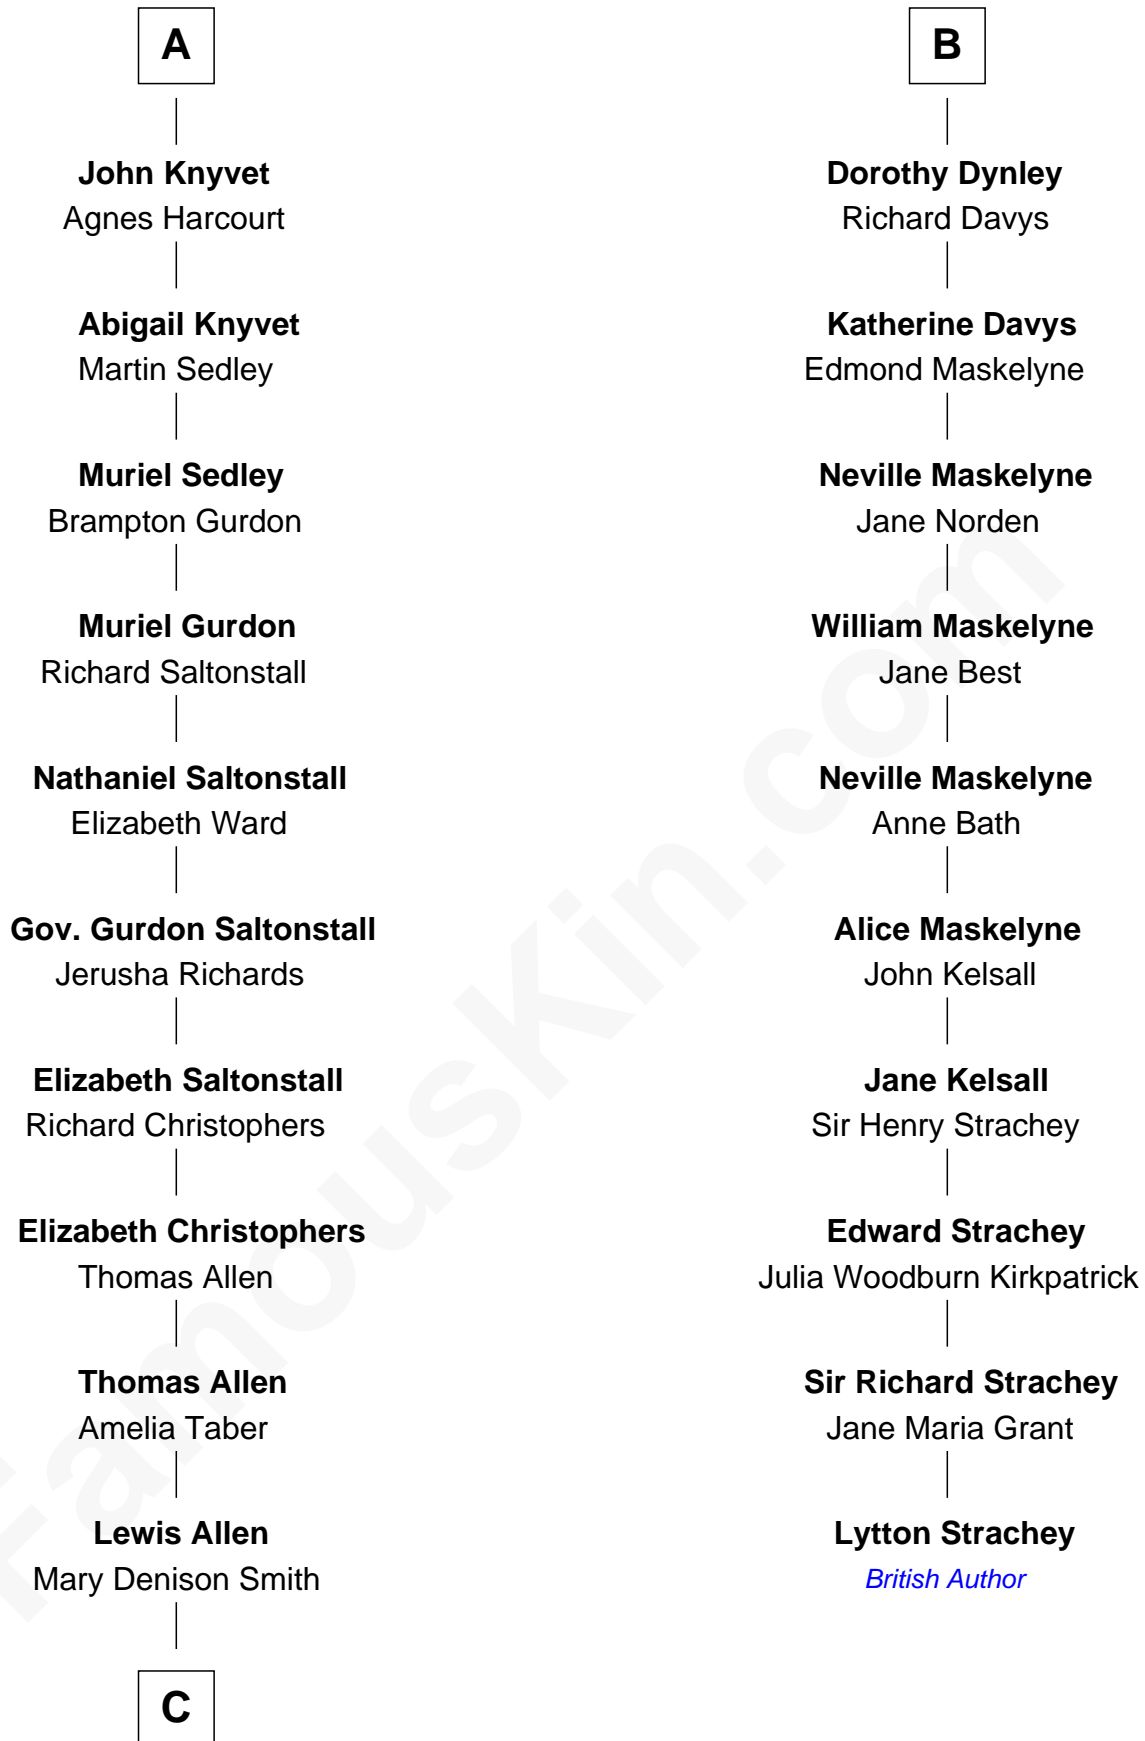 A
John Knyvet
Agnes Harcourt
Abigail Knyvet
Martin Sedley
Muriel Sedley
Brampton Gurdon
Muriel Gurdon
Richard Saltonstall
Nathaniel Saltonstall
Elizabeth Ward
Gov. Gurdon Saltonstall
Jerusha Richards
Elizabeth Saltonstall
Richard Christophers
Elizabeth Christophers
Thomas Allen
Thomas Allen
Amelia Taber
Lewis Allen
Mary Denison Smith
C
B
Dorothy Dynley
Richard Davys
Katherine Davys
Edmond Maskelyne
Neville Maskelyne
Jane Norden
William Maskelyne
Jane Best
Neville Maskelyne
Anne Bath
Alice Maskelyne
John Kelsall
Jane Kelsall
Sir Henry Strachey
Edward Strachey
Julia Woodburn Kirkpatrick
Sir Richard Strachey
Jane Maria Grant
Lytton Strachey
British Author
FamousKin.com